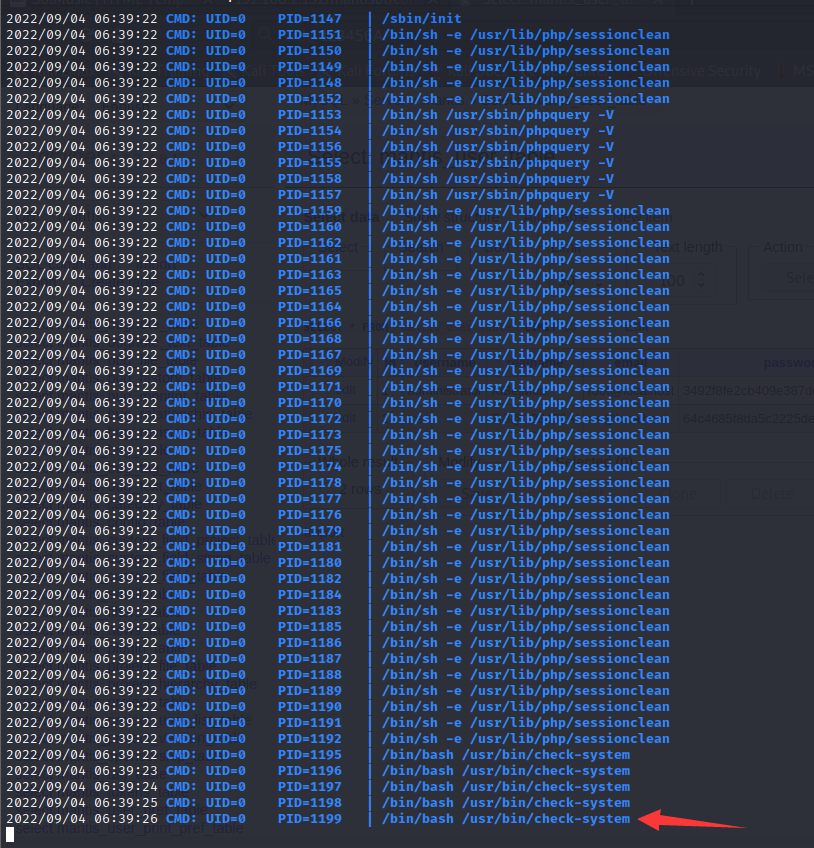 2022/09/04 06:39:22 CMD: UID=0 PID=1147 | /sbin/init
2022/09/04 06:39:22 CMD: UID=0 PID=1151 | /bin/sh -e /usr/lib/php/sessionclean
2022/09/04 06:39:22 CMD: UID=0 PID=1150 | /bin/sh -e /usr/lib/php/sessionclean
2022/09/04 06:39:22 CMD: UID=0 PID=1149 | /bin/sh -e /usr/lib/php/sessionclean
2022/09/04 06:39:22 CMD: UID=0 PID=1148 | /bin/sh -e /usr/lib/php/sessionclean
2022/09/04 06:39:22 CMD: UID=0 PID=1152 | /bin/sh -e /usr/lib/php/sessionclean
2022/09/04 06:39:22 CMD: UID=0 PID=1153 | /bin/sh /usr/sbin/phpquery -V
2022/09/04 06:39:22 CMD: UID=0 PID=1154 | /bin/sh /usr/sbin/phpquery -V
2022/09/04 06:39:22 CMD: UID=0 PID=1156 | /bin/sh /usr/sbin/phpquery -V
2022/09/04 06:39:22 CMD: UID=0 PID=1155 | /bin/sh /usr/sbin/phpquery -V
2022/09/04 06:39:22 CMD: UID=0 PID=1158 | /bin/sh /usr/sbin/phpquery -V
2022/09/04 06:39:22 CMD: UID=0 PID=1157 | /bin/sh /usr/sbin/phpquery -V
2022/09/04 06:39:22 CMD: UID=0 PID=1159 | /bin/sh -e /usr/lib/php/sessionclean
2022/09/04 06:39:22 CMD: UID=0 PID=1160 | /bin/sh -e /usr/lib/php/sessionclean
2022/09/04 06:39:22 CMD: UID=0 PID=1162 | /bin/sh -e /usr/lib/php/sessionclean
2022/09/04 06:39:22 CMD: UID=0 PID=1161 | /bin/sh -e /usr/lib/php/sessionclean
2022/09/04 06:39:22 CMD: UID=0 PID=1163 | /bin/sh -e /usr/lib/php/sessionclean
2022/09/04 06:39:22 CMD: UID=0 PID=1165 | /bin/sh -e /usr/lib/php/sessionclean
2022/09/04 06:39:22 CMD: UID=0 PID=1164 | /bin/sh -e /usr/lib/php/sessionclean
2022/09/04 06:39:22 CMD: UID=0 PID=1166 | /bin/sh -e /usr/lib/php/sessionclean
2022/09/04 06:39:22 CMD: UID=0 PID=1168 | /bin/sh -e /usr/lib/php/sessionclean
2022/09/04 06:39:22 CMD: UID=0 PID=1167 | /bin/sh -e /usr/lib/php/sessionclean
2022/09/04 06:39:22 CMD: UID=0 PID=1169 | /bin/sh -e /usr/lib/php/sessionclean
2022/09/04 06:39:22 CMD: UID=0 PID=1171 | /bin/sh -e /usr/lib/php/sessionclean
2022/09/04 06:39:22 CMD: UID=0 PID=1170 | /bin/sh -e /usr/lib/php/sessionclean
2022/09/04 06:39:22 CMD: UID=0 PID=1172 | /bin/sh -e /usr/lib/php/sessionclean
2022/09/04 06:39:22 CMD: UID=0 PID=1173 | /bin/sh -e /usr/lib/php/sessionclean
2022/09/04 06:39:22 CMD: UID=0 PID=1175 | /bin/sh -e /usr/lib/php/sessionclean
2022/09/04 06:39:22 CMD: UID=0 PID=1174 | /bin/sh -e /usr/lib/php/sessionclean
2022/09/04 06:39:22 CMD: UID=0 PID=1178 | /bin/sh -e /usr/lib/php/sessionclean
2022/09/04 06:39:22 CMD: UID=0 PID=1177 | /bin/sh -e /usr/lib/php/sessionclean
2022/09/04 06:39:22 CMD: UID=0 PID=1176 | /bin/sh -e /usr/lib/php/sessionclean
2022/09/04 06:39:22 CMD: UID=0 PID=1179 | /bin/sh -e /usr/lib/php/sessionclean
2022/09/04 06:39:22 CMD: UID=0 PID=1181 | /bin/sh -e /usr/lib/php/sessionclean
2022/09/04 06:39:22 CMD: UID=0 PID=1180 | /bin/sh -e /usr/lib/php/sessionclean
2022/09/04 06:39:22 CMD: UID=0 PID=1182 | /bin/sh -e /usr/lib/php/sessionclean
2022/09/04 06:39:22 CMD: UID=0 PID=1184 | /bin/sh -e /usr/lib/php/sessionclean
2022/09/04 06:39:22 CMD: UID=0 PID=1183 | /bin/sh -e /usr/lib/php/sessionclean
2022/09/04 06:39:22 CMD: UID=0 PID=1185 | /bin/sh -e /usr/lib/php/sessionclean
2022/09/04 06:39:22 CMD: UID=0 PID=1186 | /bin/sh -e /usr/lib/php/sessionclean
2022/09/04 06:39:22 CMD: UID=0 PID=1187 | /bin/sh -e /usr/lib/php/sessionclean
2022/09/04 06:39:22 CMD: UID=0 PID=1188 | /bin/sh -e /usr/lib/php/sessionclean
2022/09/04 06:39:22 CMD: UID=0 PID=1189 | /bin/sh -e /usr/lib/php/sessionclean
2022/09/04 06:39:22 CMD: UID=0 PID=1190 | /bin/sh -e /usr/lib/php/sessionclean
2022/09/04 06:39:22 CMD: UID=0 PID=1191 | /bin/sh -e /usr/lib/php/sessionclean
2022/09/04 06:39:22 CMD: UID=0 PID=1192 | /bin/sh -e /usr/lib/php/sessionclean
2022/09/04 06:39:22 CMD: UID=0 PID=1195 | /bin/bash /usr/bin/check-system
2022/09/04 06:39:23 CMD: UID=0 PID=1196 | /bin/bash /usr/bin/check-system
2022/09/04 06:39:24 CMD: UID=0 PID=1197 | /bin/bash /usr/bin/check-system
2022/09/04 06:39:25 CMD: UID=0 PID=1198 | /bin/bash /usr/bin/check-system
2022/09/04 06:39:26 CMD: UID=0 PID=1199 | /bin/bash /usr/bin/check-system